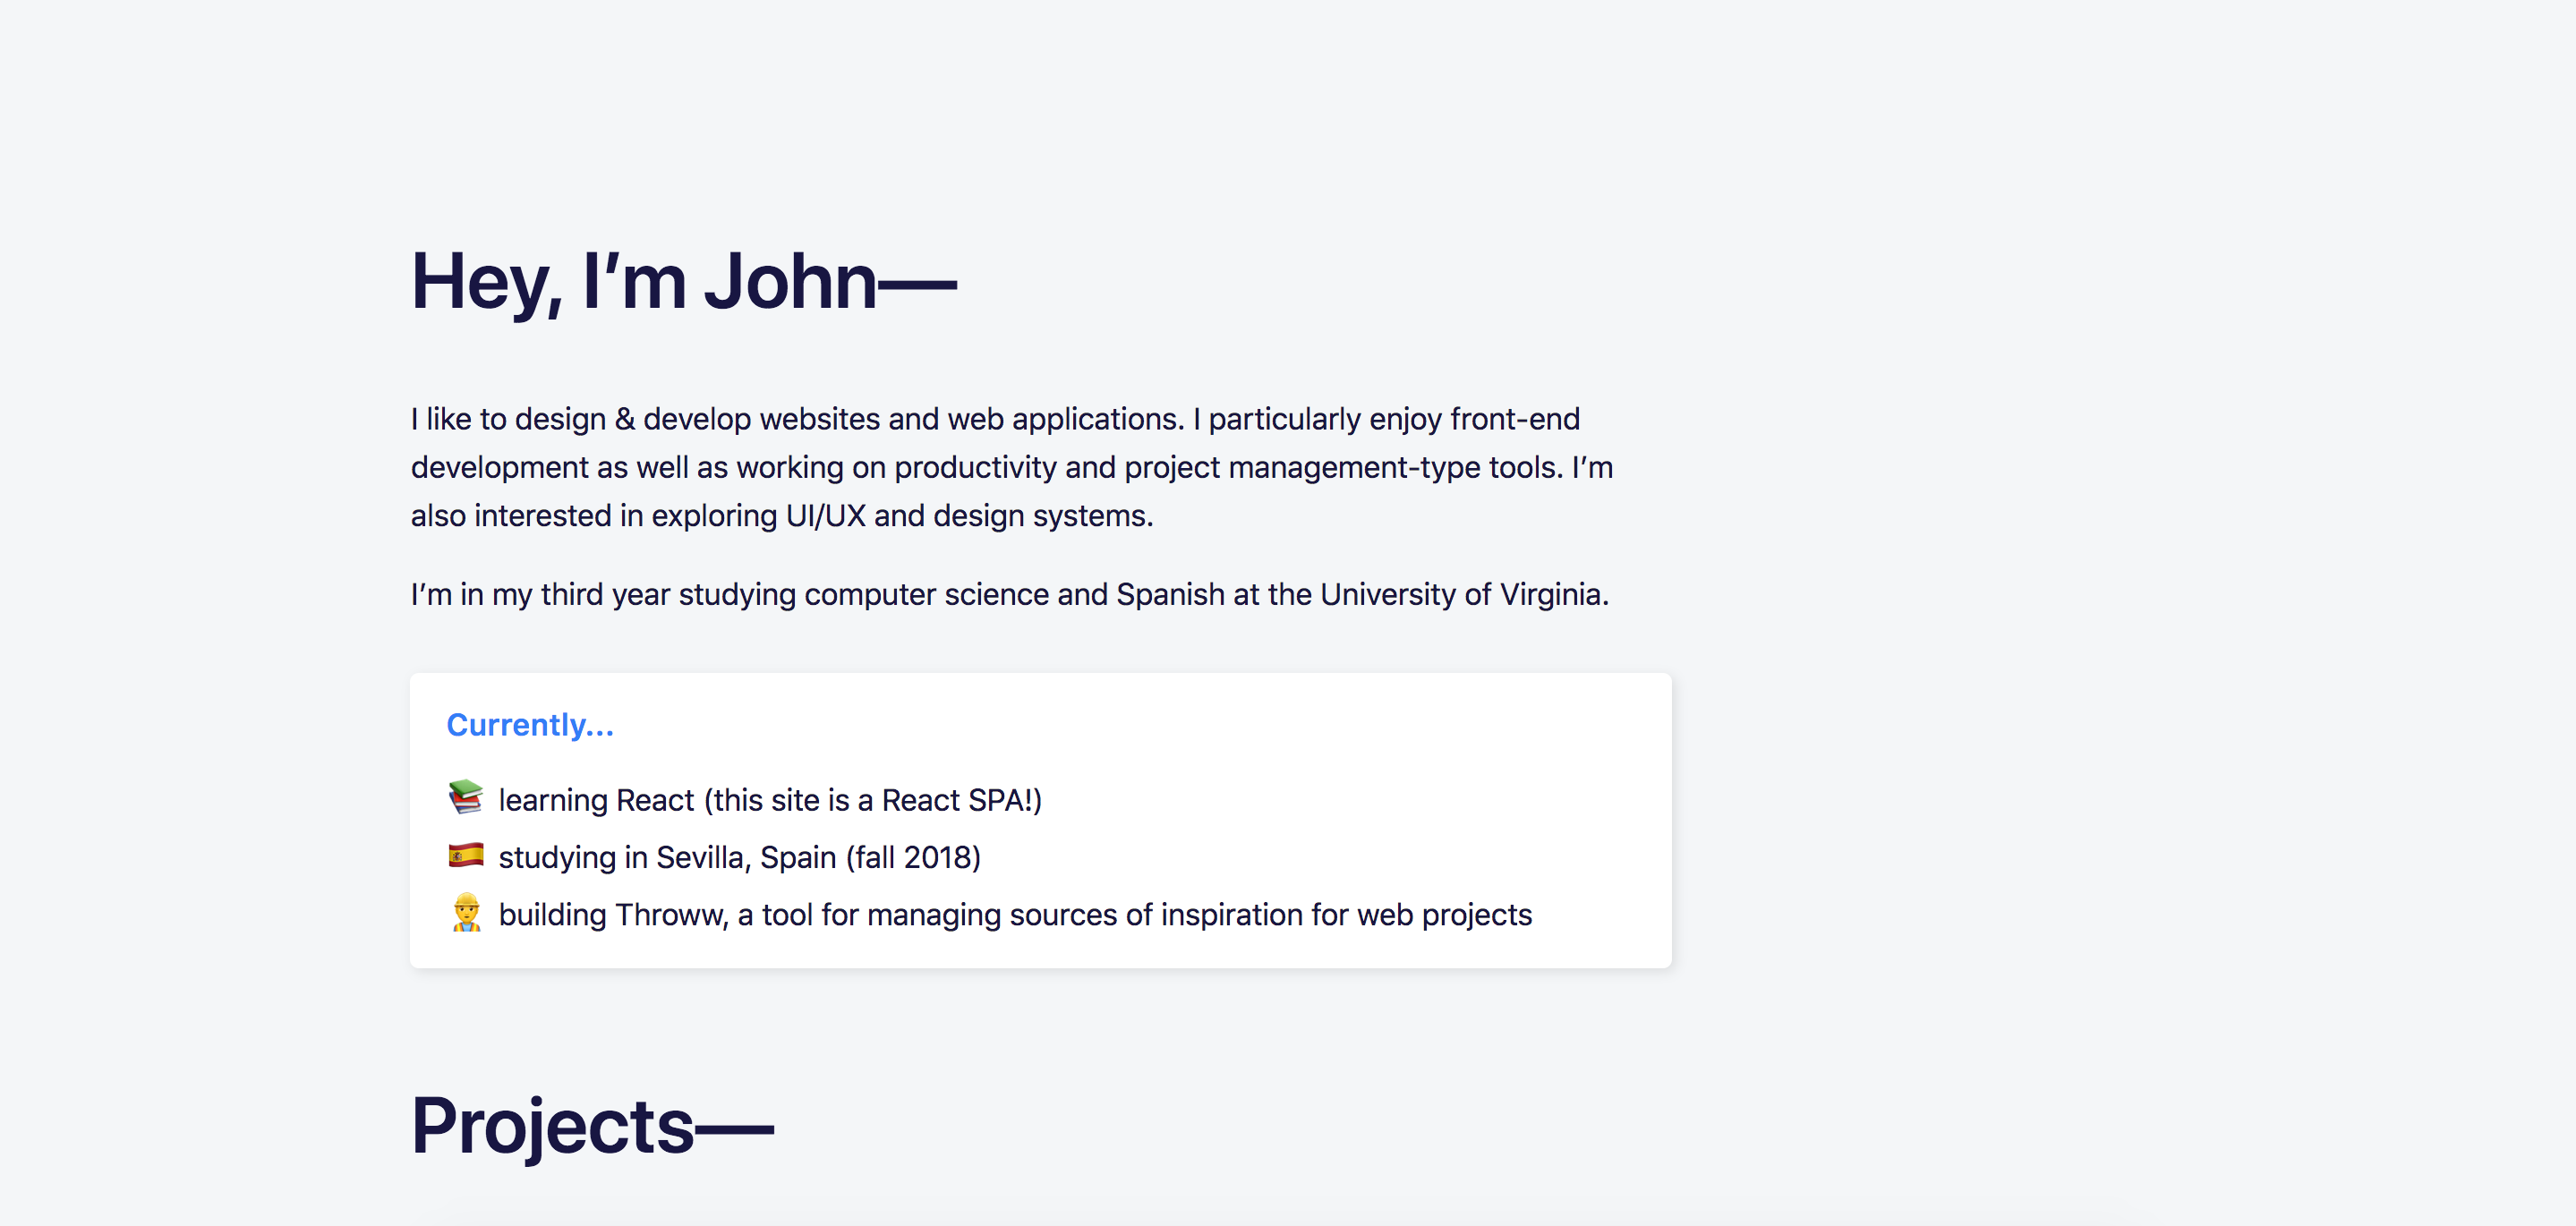 Hey, I’m John—
I like to design & develop websites and web applications. I particularly enjoy front-end
development as well as working on productivity and project management-type tools. I’m
also interested in exploring UI/UX and design systems.
I’m in my third year studying computer science and Spanish at the University of Virginia.
Currently...
📚 learning React (this site is a React SPA!)
🇪🇸 studying in Sevilla, Spain (fall 2018)
👷 building Throww, a tool for managing sources of inspiration for web projects
Projects—